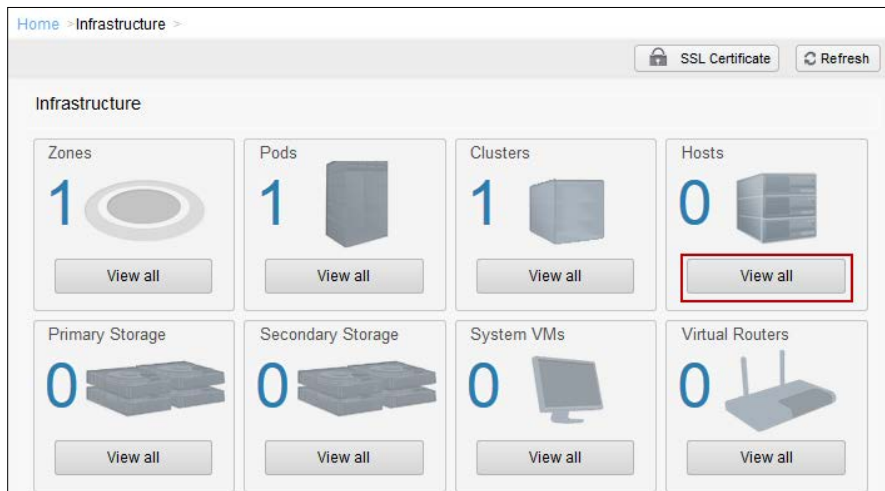 Home > Infrastructure >
SSL Certificate Refresh
Infrastructure
Zones Pods Clusters Hosts
1 1 1 0
View all View all View all View all
Primary Storage Secondary Storage System VMs Virtual Routers
0 0 0 0
View all View all View all View all